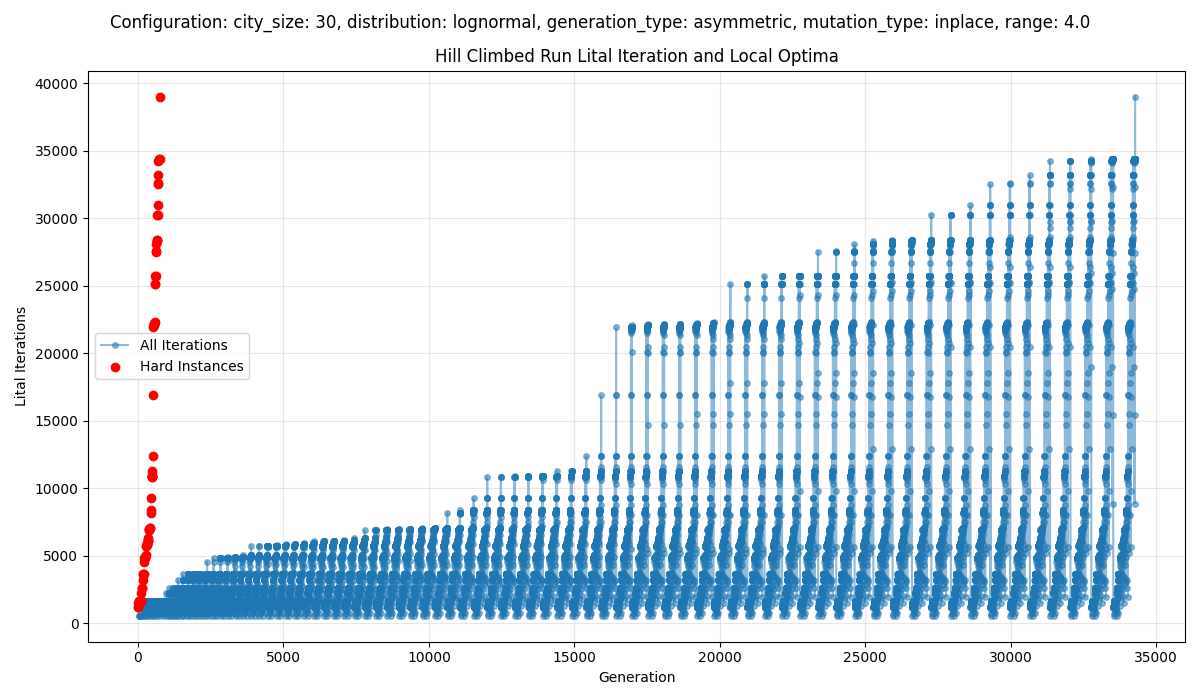 Configuration: city_size: 30, distribution: lognormal, generation_type: asymmetric, mutation_type: inplace, range: 4.0
Hill Climbed Run Lital Iteration and Local Optima
40000
35000
30000
25000
20000
15000
10000
5000
0
Lital Iterations
All Iterations
Hard Instances
0
5000
10000
15000
20000
25000
30000
35000
Generation